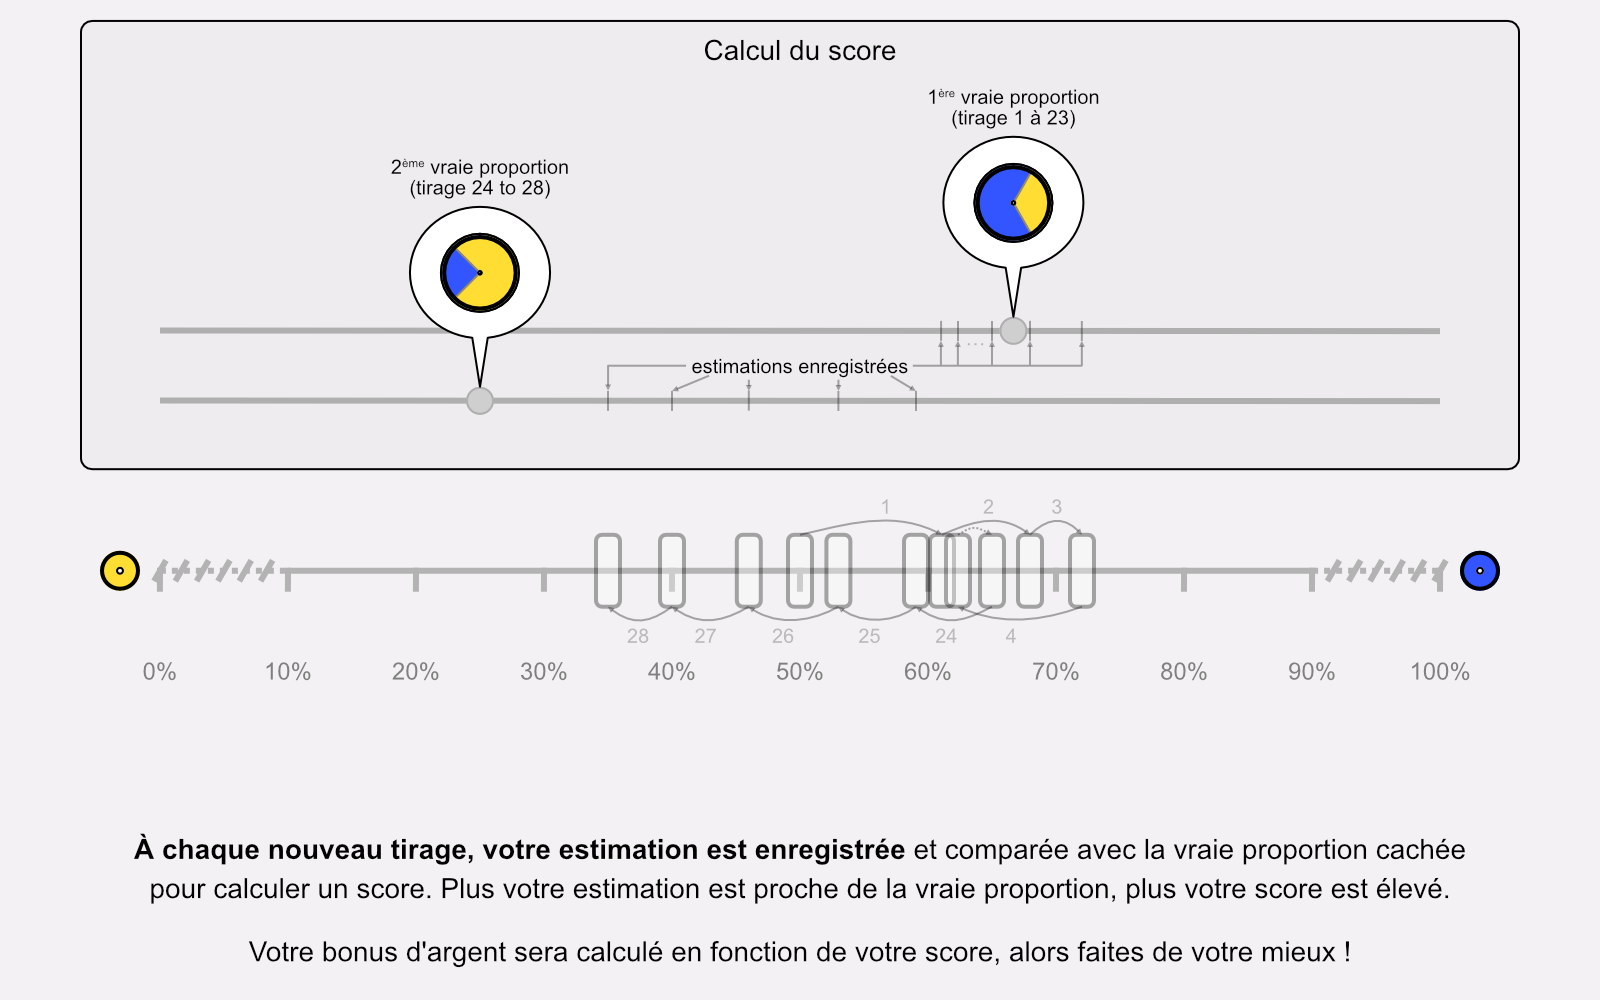 Calcul du score
1ère vraie proportion
(tirage 1 à 23)
2ème vraie proportion
(tirage 24 to 28)
estimations enregistrées
1 2 3
28 27 26 25 24 4
0% 10% 20% 30% 40% 50% 60% 70% 80% 90% 100%
À chaque nouveau tirage, votre estimation est enregistrée et comparée avec la vraie proportion cachée
pour calculer un score. Plus votre estimation est proche de la vraie proportion, plus votre score est élevé.
Votre bonus d'argent sera calculé en fonction de votre score, alors faites de votre mieux !